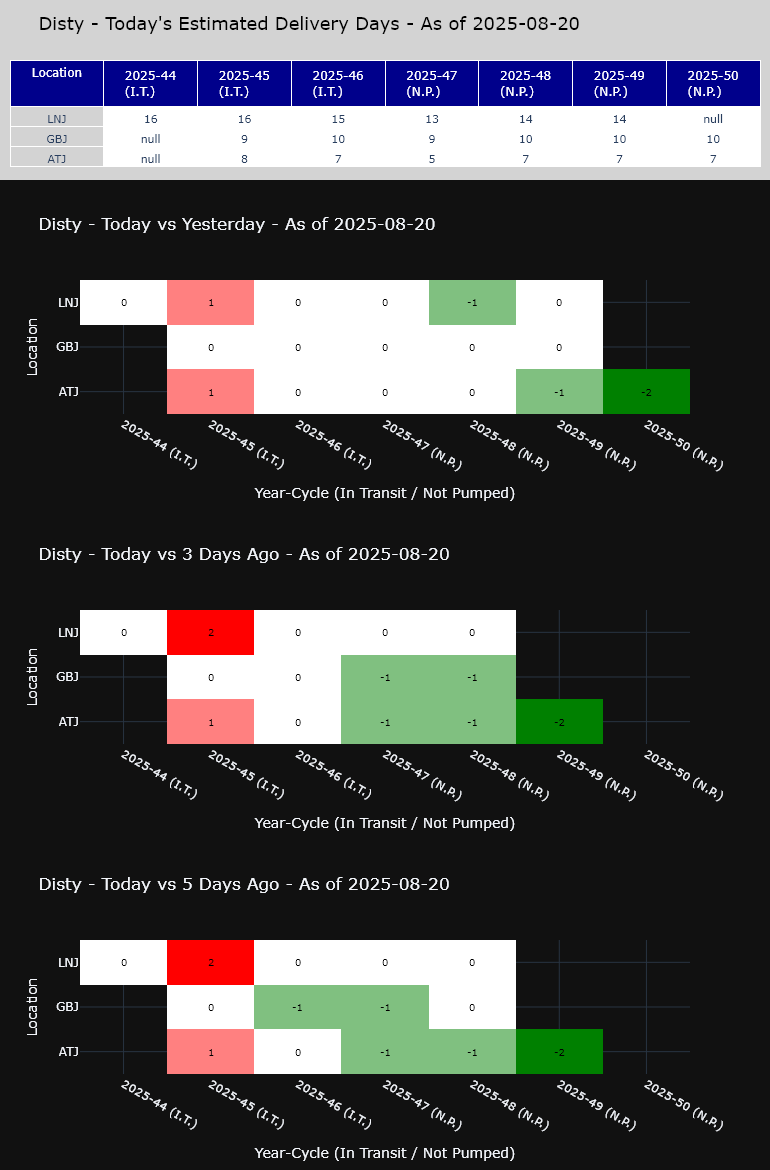 Disty - Today's Estimated Delivery Days - As of 2025-08-20
Location 2025-44 (I.T.) 2025-45 (I.T.) 2025-46 (I.T.) 2025-47 (N.P.) 2025-48 (N.P.) 2025-49 (N.P.) 2025-50 (N.P.)
LNJ 16 16 15 13 14 14 null
GBJ null 9 10 9 10 10 10
ATJ null 8 7 5 7 7 7
Disty - Today vs Yesterday - As of 2025-08-20
Location
LNJ 0 1 0 0 -1 0
GBJ 0 0 0 0 0
ATJ 1 0 0 0 -1 -2
2025-44 (I.T.) 2025-45 (I.T.) 2025-46 (I.T.) 2025-47 (N.P.) 2025-48 (N.P.) 2025-49 (N.P.) 2025-50 (N.P.)
Year-Cycle (In Transit / Not Pumped)
Disty - Today vs 3 Days Ago - As of 2025-08-20
Location
LNJ 0 2 0 0 0
GBJ 0 0 -1 -1
ATJ 1 0 -1 -1 -2
2025-44 (I.T.) 2025-45 (I.T.) 2025-46 (I.T.) 2025-47 (N.P.) 2025-48 (N.P.) 2025-49 (N.P.) 2025-50 (N.P.)
Year-Cycle (In Transit / Not Pumped)
Disty - Today vs 5 Days Ago - As of 2025-08-20
Location
LNJ 0 2 0 0 0
GBJ 0 -1 -1 0
ATJ 1 0 -1 -1 -2
2025-44 (I.T.) 2025-45 (I.T.) 2025-46 (I.T.) 2025-47 (N.P.) 2025-48 (N.P.) 2025-49 (N.P.) 2025-50 (N.P.)
Year-Cycle (In Transit / Not Pumped)